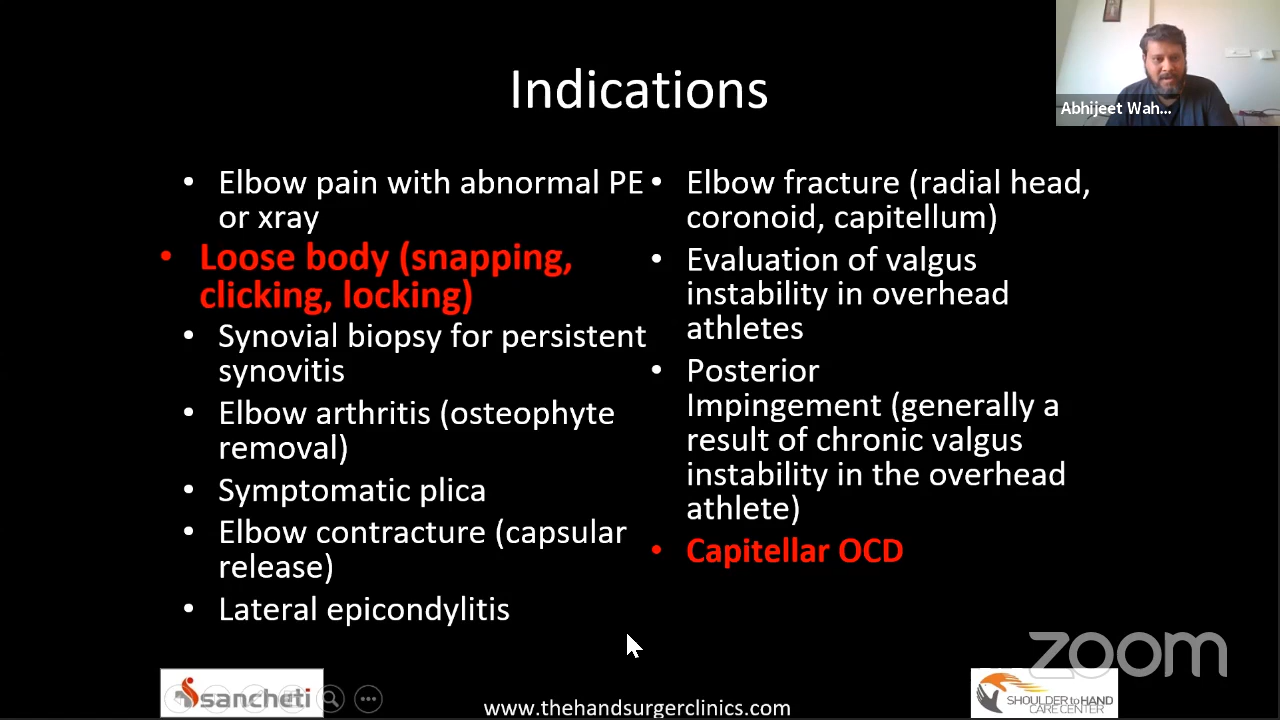 Indications
Abhijeet Wah...
• Elbow pain with abnormal PE
or xray
• Loose body (snapping,
clicking, locking)
• Synovial biopsy for persistent
synovitis
• Elbow arthritis (osteophyte
removal)
• Symptomatic plica
• Elbow contracture (capsular
release)
• Lateral epicondylitis
• Elbow fracture (radial head,
coronoid, capitellum)
• Evaluation of valgus
instability in overhead
athletes
• Posterior
Impingement (generally a
result of chronic valgus
instability in the overhead
athlete)
• Capitellar OCD
zoom
sancheti
www.thehandsurgerclinics.com
SHOULDER to HAND
CARE CENTER